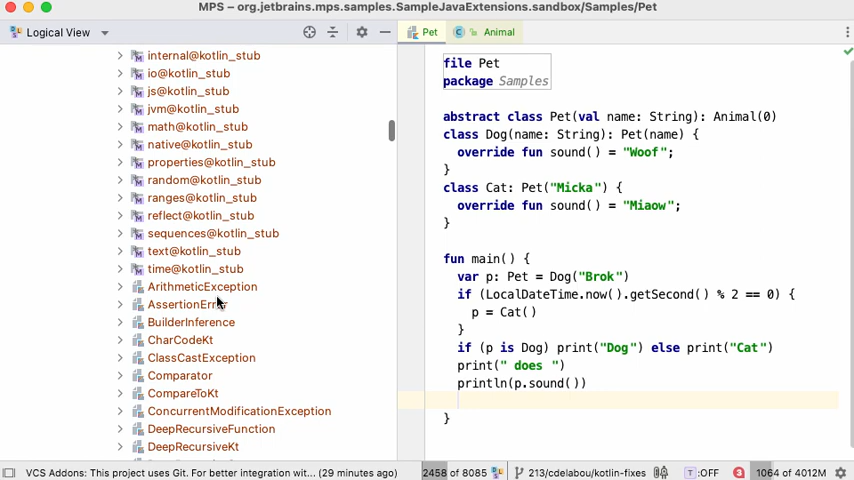 MPS – org.jetbrains.mps.samples.SampleJavaExtensions.sandbox/Samples/Pet
Logical View
Pet
Animal
internal@kotlin_stub
io@kotlin_stub
js@kotlin_stub
jvm@kotlin_stub
math@kotlin_stub
native@kotlin_stub
properties@kotlin_stub
random@kotlin_stub
ranges@kotlin_stub
reflect@kotlin_stub
sequences@kotlin_stub
text@kotlin_stub
time@kotlin_stub
ArithmeticException
AssertionError
BuilderInference
CharCodeKt
ClassCastException
Comparator
CompareToKt
ConcurrentModificationException
DeepRecursiveFunction
DeepRecursiveKt
file Pet
package Samples
abstract class Pet(val name: String): Animal(0)
class Dog(name: String): Pet(name) {
override fun sound() = "Woof";
}
class Cat: Pet("Micka") {
override fun sound() = "Miaow";
}
fun main() {
var p: Pet = Dog("Brok")
if (LocalDateTime.now().getSecond() % 2 == 0) {
p = Cat()
}
if (p is Dog) print("Dog") else print("Cat")
print(" does ")
println(p.sound())
}
VCS Addons: This project uses Git. For better integration wit... (29 minutes ago)
2458 of 8085
213/cdelabou/kotlin-fixes
T :OFF
3
1064 of 4012M